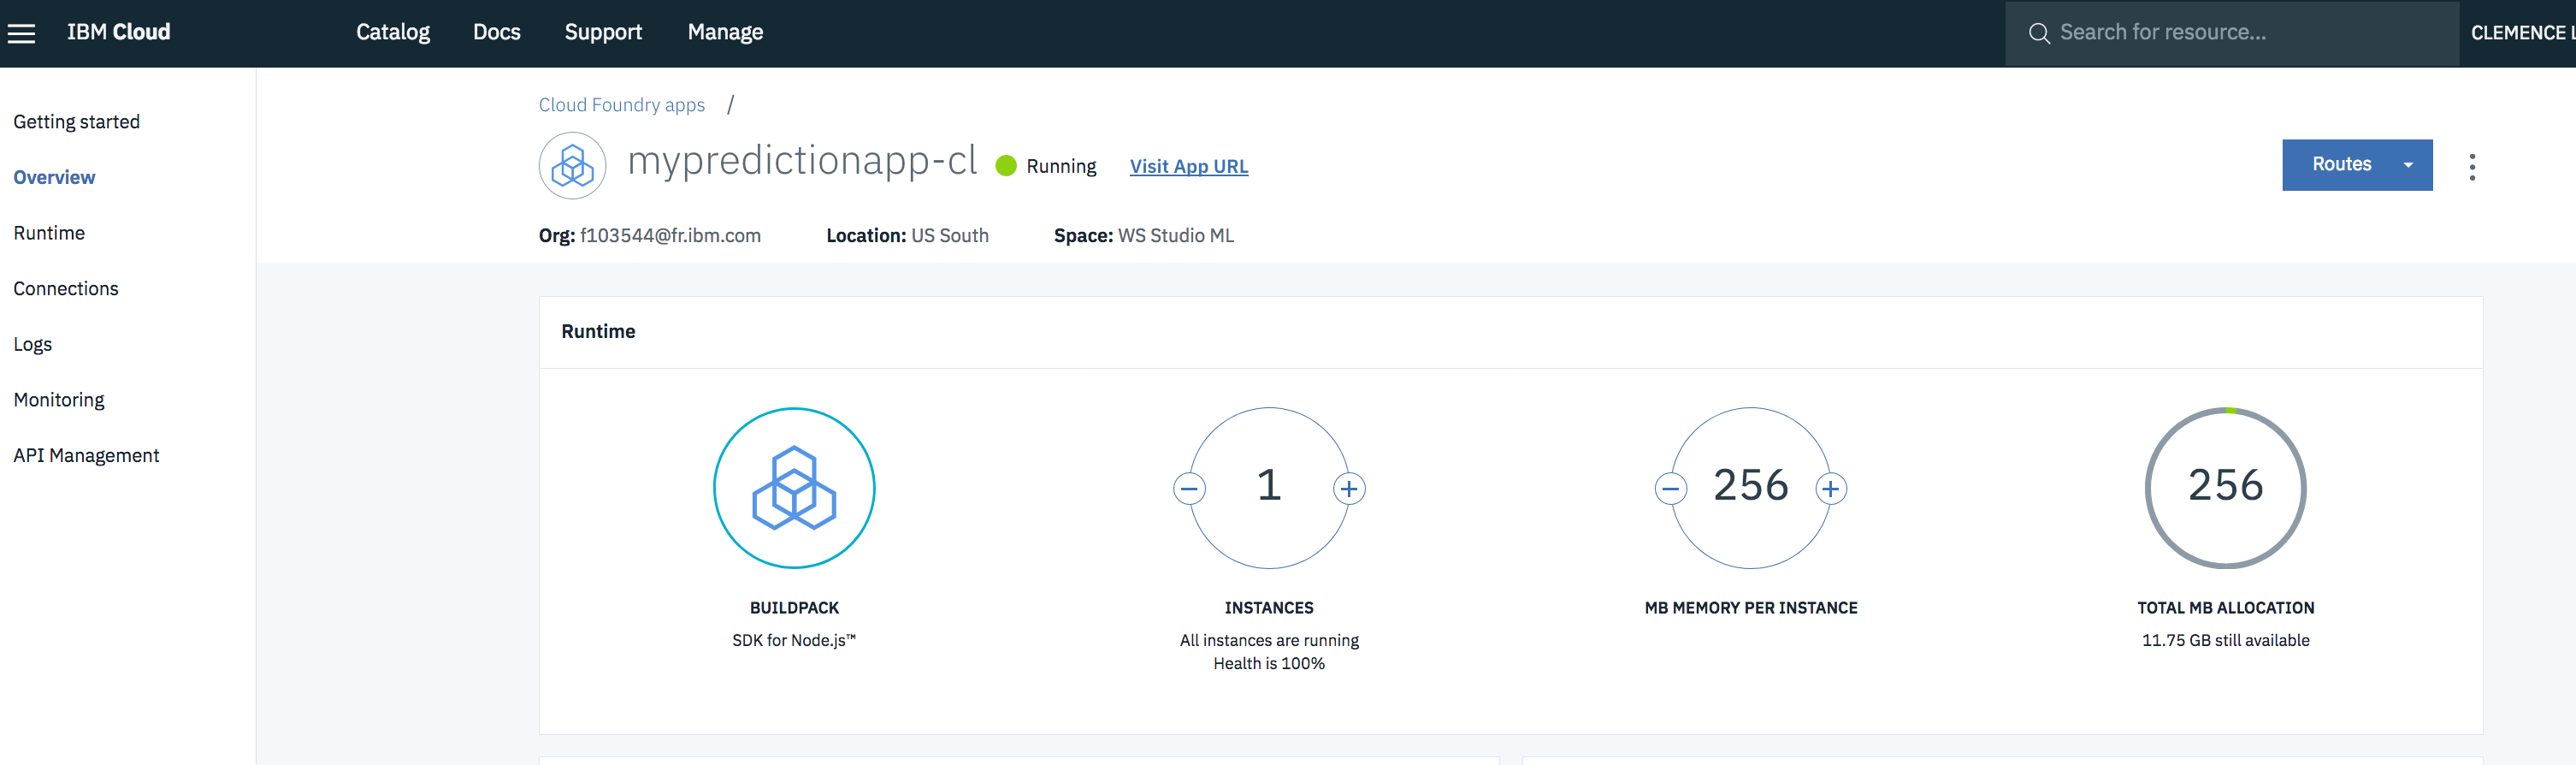 IBM Cloud
Catalog
Docs
Support
Manage
Search for resource...
CLEMENCE L
Getting started
Overview
Runtime
Connections
Logs
Monitoring
API Management
Cloud Foundry apps /
mypredictionapp-cl
Running
Visit App URL
Routes
Org: f103544@fr.ibm.com
Location: US South
Space: WS Studio ML
Runtime
BUILDPACK
SDK for Node.js™
1
INSTANCES
All instances are running
Health is 100%
256
MB MEMORY PER INSTANCE
256
TOTAL MB ALLOCATION
11.75 GB still available